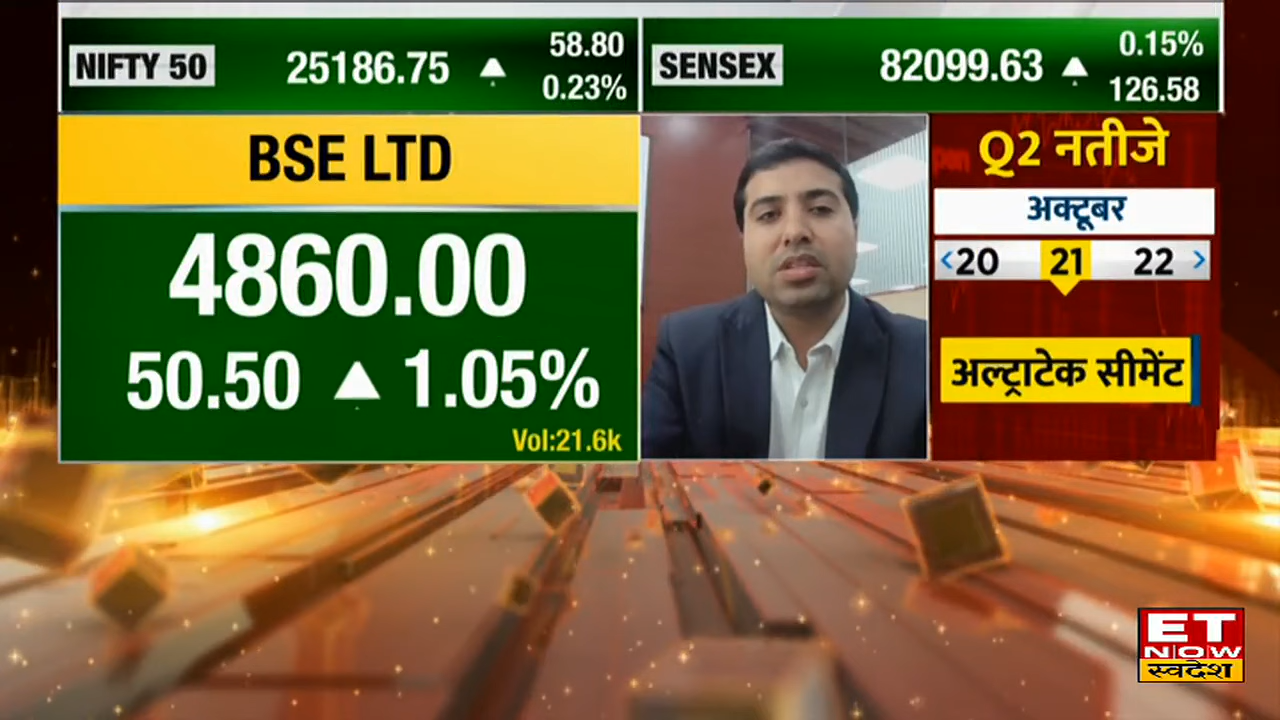 NIFTY 50 25186.75 ▲ 58.80 0.23%
SENSEX 82099.63 ▲ 0.15% 126.58
BSE LTD
4860.00
50.50 ▲ 1.05%
Vol:21.6k
Q2 नतीजे
अक्टूबर
<20 21 22>
अल्ट्राटेक सीमेंट
ET
NOW
स्वदेश